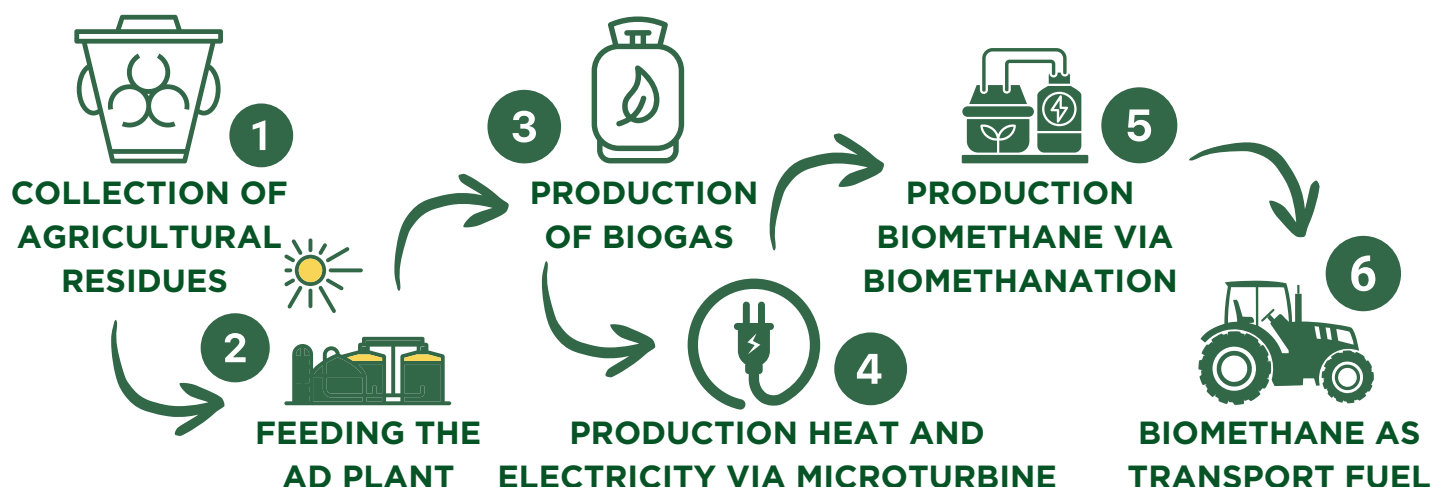 1
COLLECTION OF
AGRICULTURAL
RESIDUES
2
FEEDING THE
AD PLANT
3
PRODUCTION
OF BIOGAS
4
PRODUCTION HEAT AND
ELECTRICITY VIA MICROTURBINE
5
PRODUCTION
BIOMETHANE VIA
BIOMETHANATION
6
BIOMETHANE AS
TRANSPORT FUEL